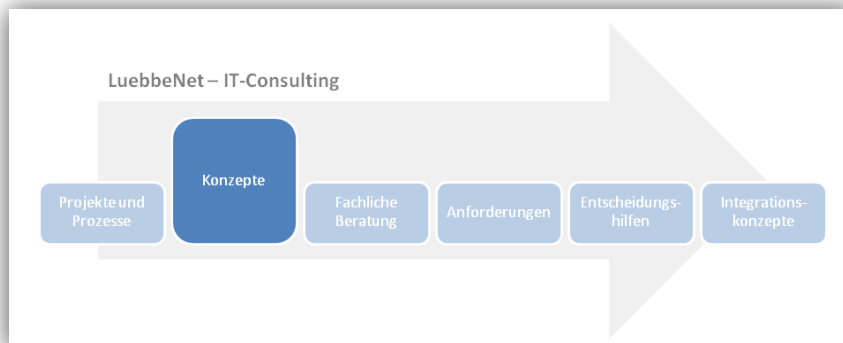 LuebbeNet – IT-Consulting
Projekte und
Prozesse
Konzepte
Fachliche
Beratung
Anforderungen
Entscheidungs-
hilfen
Integrations-
konzepte